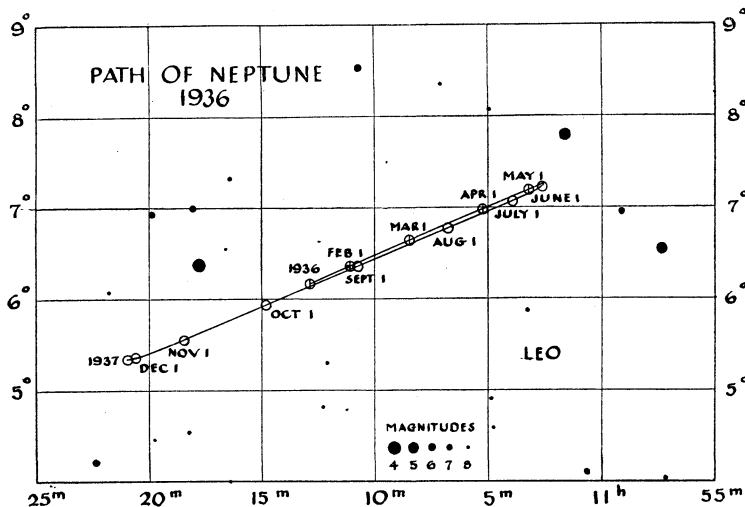 9° 9°
PATH OF NEPTUNE
1936
8° 8°
MAY 1
APR 1 JUNE 1
7° JULY 1 7°
MAR 1
AUG 1
FEB 1
1936 SEPT 1
6° 6°
OCT 1
NOV 1
1937 DEC 1 LEO
5° 5°
MAGNITUDES
4 5 6 7 8
4° 4°
25ᵐ 20ᵐ 15ᵐ 10ᵐ 5ᵐ 11ʰ 55ᵐ